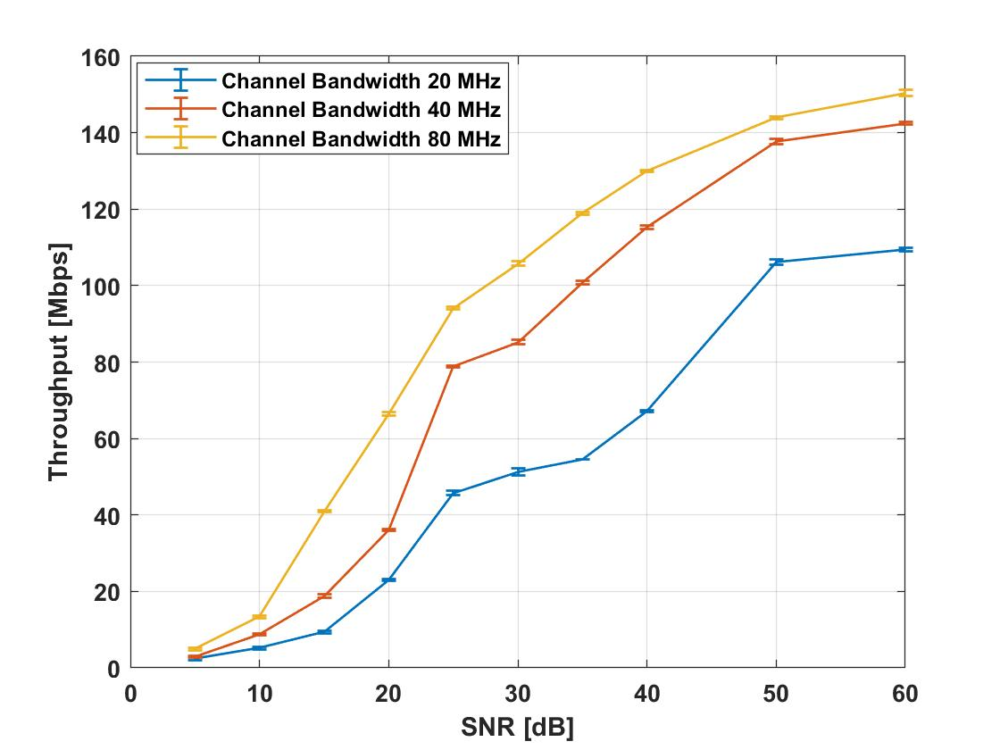 160
140
120
100
80
60
40
20
0
Throughput [Mbps]
Channel Bandwidth 20 MHz
Channel Bandwidth 40 MHz
Channel Bandwidth 80 MHz
0 10 20 30 40 50 60
SNR [dB]